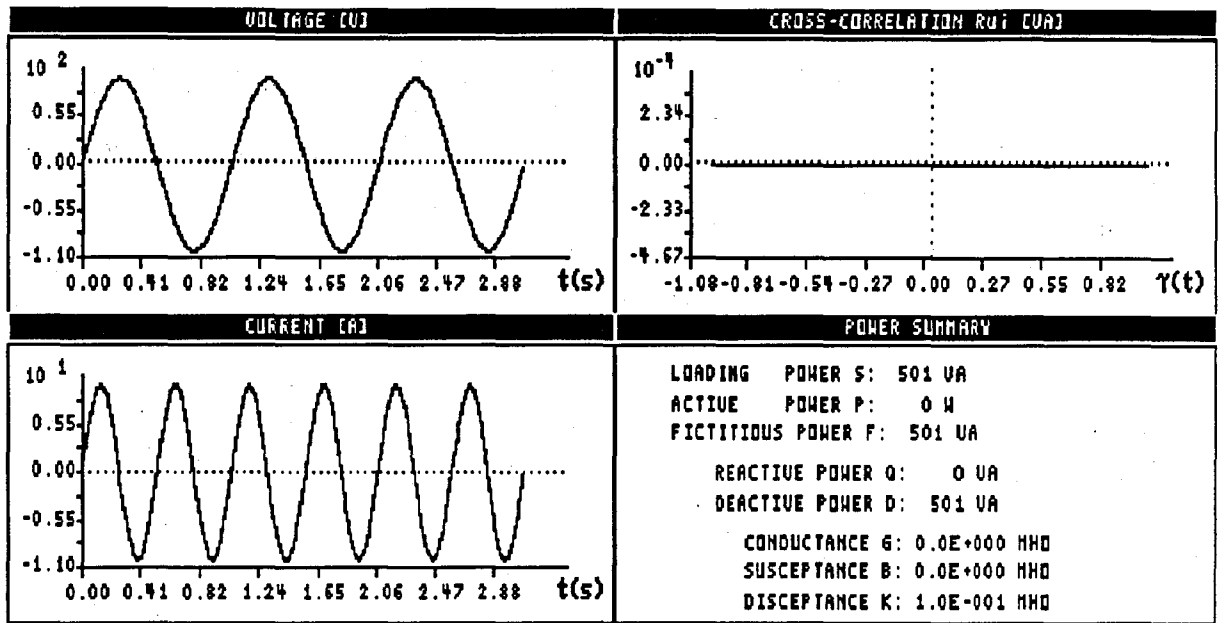 VOLTAGE [V]
10 2
0.55
0.00
-0.55
-1.10
0.00 0.41 0.82 1.24 1.65 2.06 2.47 2.88 t(s)
CROSS-CORRELATION Rui [VA]
10 -4
2.34
0.00
-2.33
-4.67
-1.08 -0.81 -0.54 -0.27 0.00 0.27 0.55 0.82 γ(t)
CURRENT [A]
10 1
0.55
0.00
-0.55
-1.10
0.00 0.41 0.82 1.24 1.65 2.06 2.47 2.88 t(s)
POWER SUMMARY
LOADING POWER S: 501 VA
ACTIVE POWER P: 0 W
FICTITIOUS POWER F: 501 VA
REACTIVE POWER Q: 0 VA
DEACTIVE POWER D: 501 VA
CONDUCTANCE G: 0.0E+000 MHO
SUSCEPTANCE B: 0.0E+000 MHO
DISCEPTANCE K: 1.0E-001 MHO